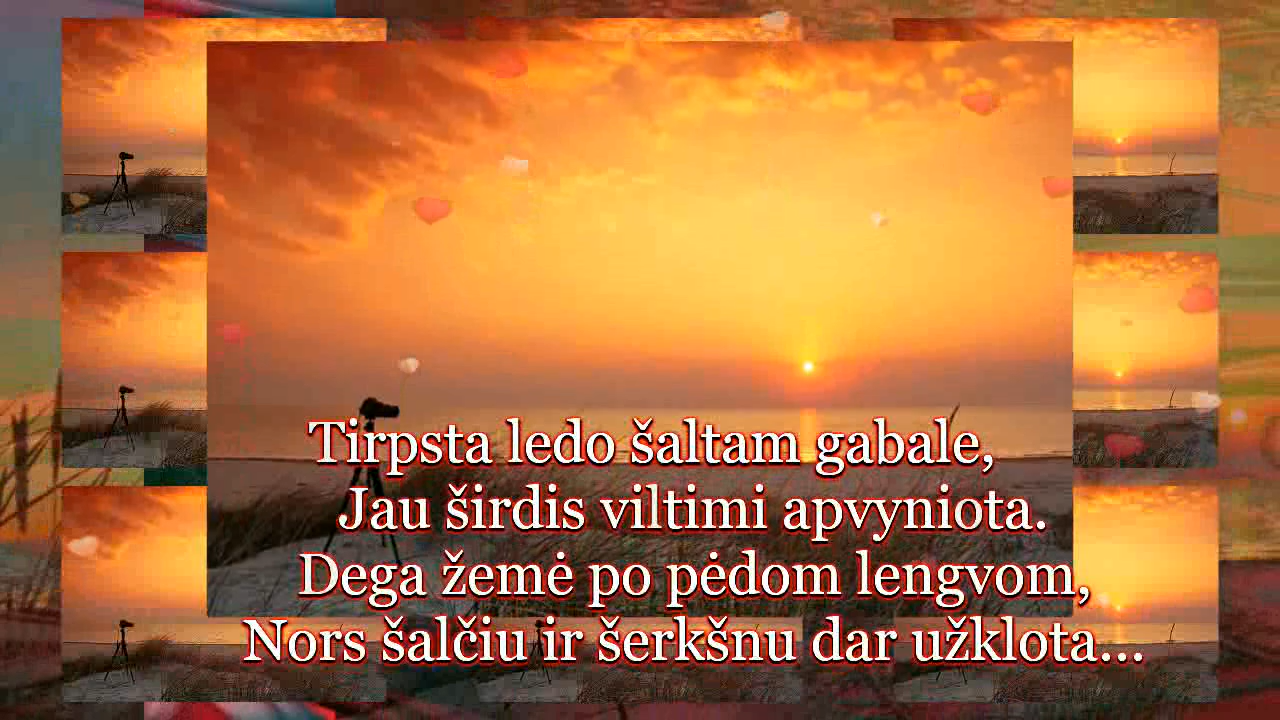 Tirpsta ledo šaltam gabale,
Jau širdis viltimi apvyniota.
Dega žemė po pėdom lengvom,
Nors šalčiu ir šerkšnu dar užklota...